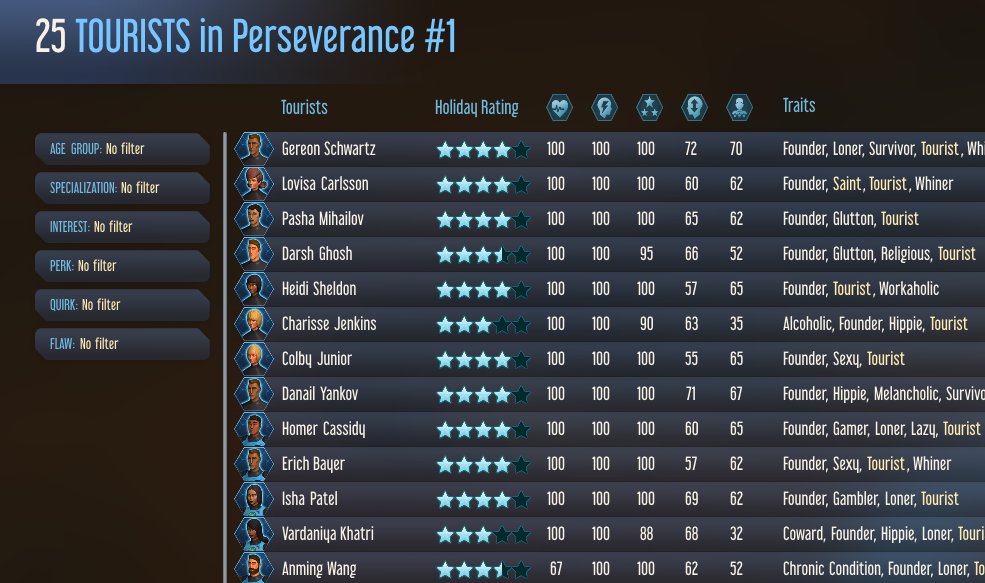 25 TOURISTS in Perseverance #1
Tourists Holiday Rating Traits
AGE GROUP: No filter
SPECIALIZATION: No filter
INTEREST: No filter
PERK: No filter
QUIRK: No filter
FLAW: No filter
Gereon Schwartz 100 100 100 72 70 Founder, Loner, Survivor, Tourist, Whi
Lovisa Carlsson 100 100 100 60 62 Founder, Saint, Tourist, Whiner
Pasha Mihailov 100 100 100 65 62 Founder, Glutton, Tourist
Darsh Ghosh 100 100 95 66 52 Founder, Glutton, Religious, Tourist
Heidi Sheldon 100 100 100 57 65 Founder, Tourist, Workaholic
Charisse Jenkins 100 100 90 63 35 Alcoholic, Founder, Hippie, Tourist
Colby Junior 100 100 100 55 65 Founder, Sexy, Tourist
Danail Yankov 100 100 100 71 67 Founder, Hippie, Melancholic, Survivo
Homer Cassidy 100 100 100 60 65 Founder, Gamer, Loner, Lazy, Tourist
Erich Bayer 100 100 100 57 62 Founder, Sexy, Tourist, Whiner
Isha Patel 100 100 100 69 62 Founder, Gambler, Loner, Tourist
Vardaniya Khatri 100 100 88 68 32 Coward, Founder, Hippie, Loner, Touri
Anming Wang 67 100 100 62 52 Chronic Condition, Founder, Loner, To